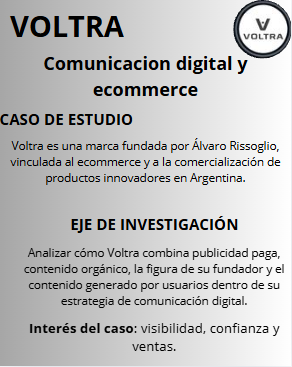 VOLTRA
VOLTRA
Comunicacion digital y
ecommerce
CASO DE ESTUDIO
Voltra es una marca fundada por Álvaro Rissoglio,
vinculada al ecommerce y a la comercialización de
productos innovadores en Argentina.
EJE DE INVESTIGACIÓN
Analizar cómo Voltra combina publicidad paga,
contenido orgánico, la figura de su fundador y el
contenido generado por usuarios dentro de su
estrategia de comunicación digital.
Interés del caso: visibilidad, confianza y
ventas.